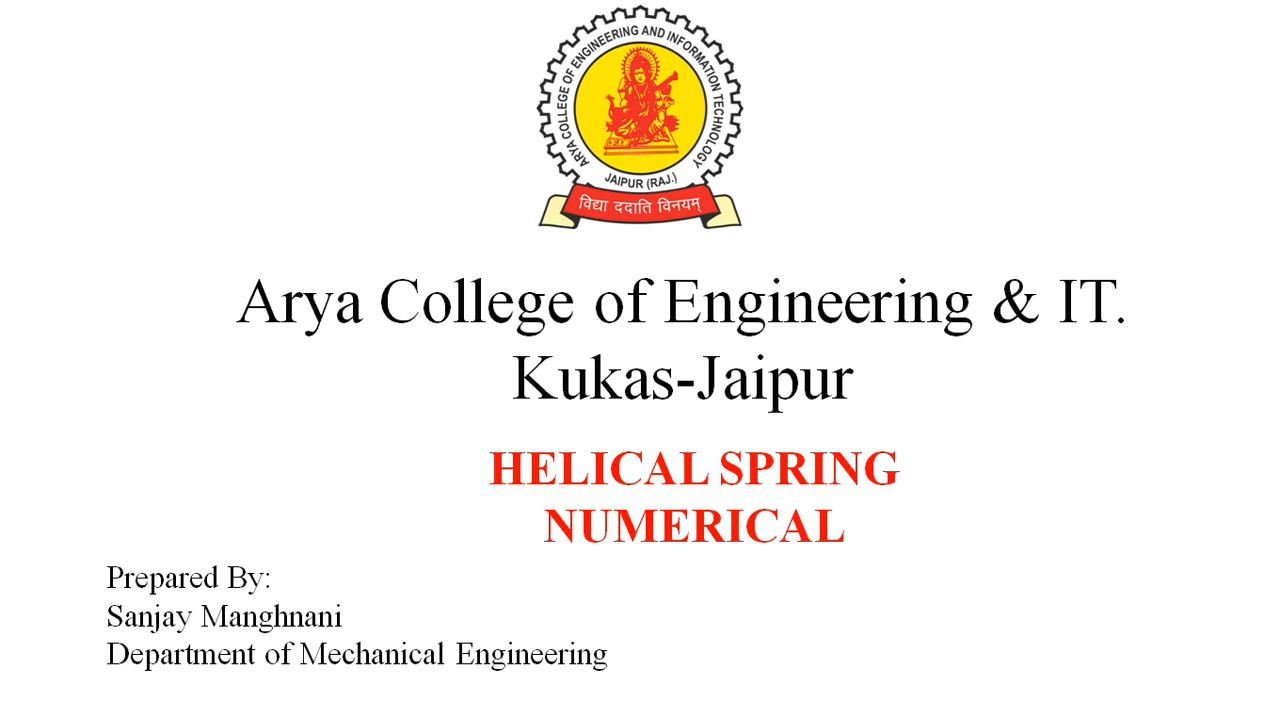 ARYA COLLEGE OF ENGINEERING AND INFORMATION TECHNOLOGY
JAIPUR (RAJ.)
विद्या ददाति विनयम्
Arya College of Engineering & IT.
Kukas-Jaipur
HELICAL SPRING
NUMERICAL
Prepared By:
Sanjay Manghnani
Department of Mechanical Engineering